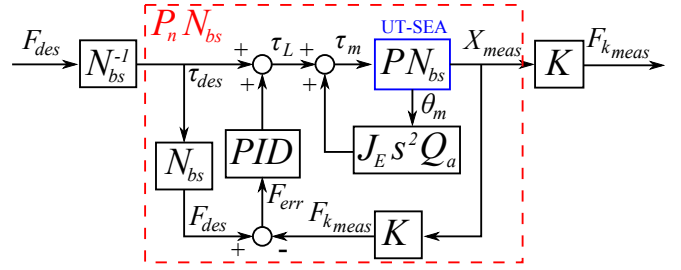 F_des
N_bs^-1
P_n N_bs
τ_des
+
+
τ_L
+
+
τ_m
UT-SEA
PN_bs
X_meas
K
F_k_meas
θ_m
N_bs
PID
J_E s^2 Q_a
F_des
F_err
F_k_meas
K
+
-